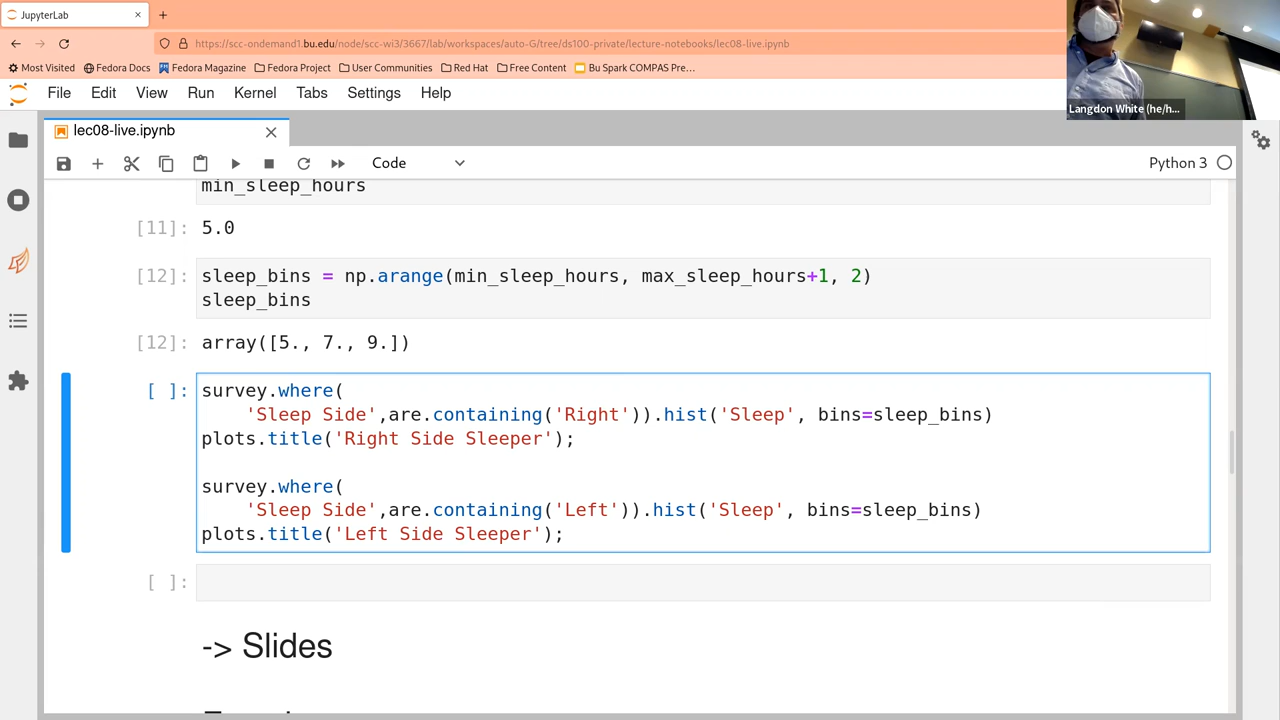 JupyterLab
https://scc-ondemand1.bu.edu/node/scc-wi3/3667/lab/workspaces/auto-G/tree/ds100-private/lecture-notebooks/lec08-live.ipynb
Most Visited Fedora Docs Fedora Magazine Fedora Project User Communities Red Hat Free Content Bu Spark COMPAS Pre...
File Edit View Run Kernel Tabs Settings Help
Langdon White (he/h...
lec08-live.ipynb
Code Python 3
min_sleep_hours
[11]: 5.0
[12]: sleep_bins = np.arange(min_sleep_hours, max_sleep_hours+1, 2)
sleep_bins
[12]: array([5., 7., 9.])
[ ]: survey.where(
'Sleep Side',are.containing('Right')).hist('Sleep', bins=sleep_bins)
plots.title('Right Side Sleeper');
survey.where(
'Sleep Side',are.containing('Left')).hist('Sleep', bins=sleep_bins)
plots.title('Left Side Sleeper');
[ ]:
-> Slides